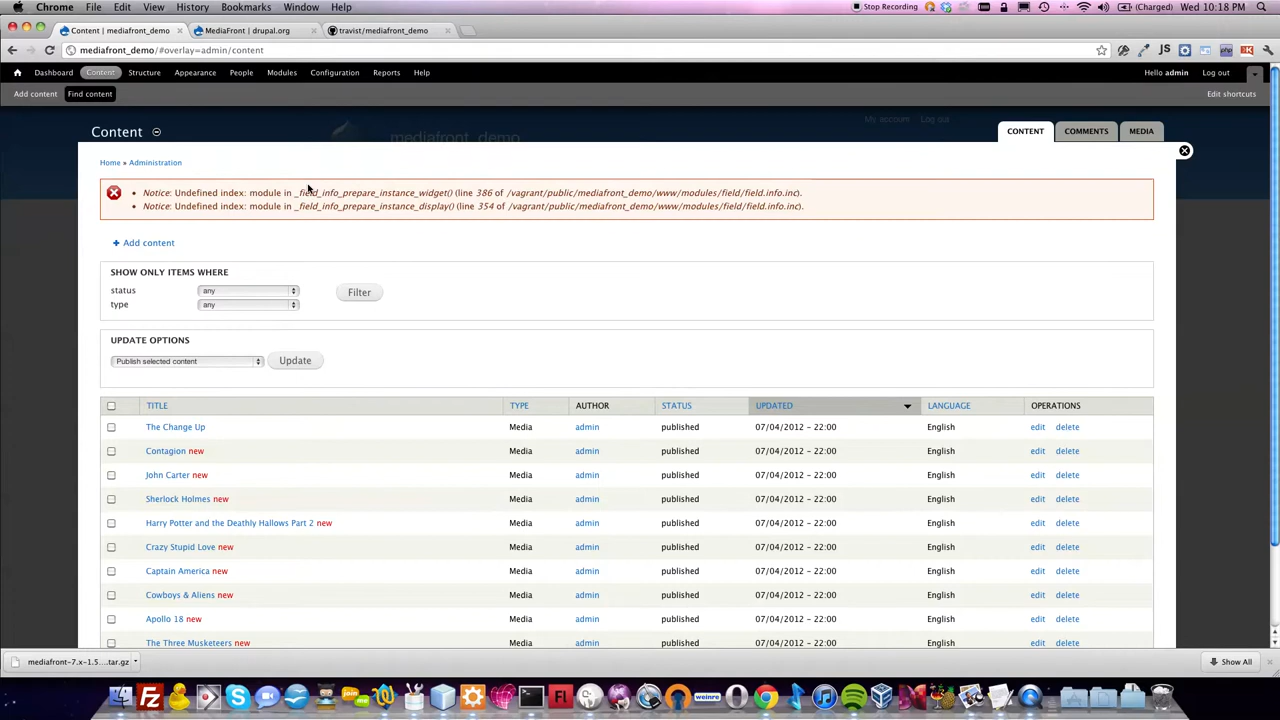 Chrome File Edit View History Bookmarks Window Help Stop Recording (Charged) Wed 10:18 PM
Content | mediafront_demo MediaFront | drupal.org travist/mediafront_demo
mediafront_demo/#overlay=admin/content
Dashboard Content Structure Appearance People Modules Configuration Reports Help Hello admin Log out
Add content Find content Edit shortcuts
My account Log out
mediafront_demo
Content CONTENT COMMENTS MEDIA
Home » Administration
Notice: Undefined index: module in _field_info_prepare_instance_widget() (line 386 of /vagrant/public/mediafront_demo/www/modules/field/field.info.inc).
Notice: Undefined index: module in _field_info_prepare_instance_display() (line 354 of /vagrant/public/mediafront_demo/www/modules/field/field.info.inc).
Add content
SHOW ONLY ITEMS WHERE
status any Filter
type any
UPDATE OPTIONS
Publish selected content Update
TITLE TYPE AUTHOR STATUS UPDATED LANGUAGE OPERATIONS
The Change Up Media admin published 07/04/2012 - 22:00 English edit delete
Contagion new Media admin published 07/04/2012 - 22:00 English edit delete
John Carter new Media admin published 07/04/2012 - 22:00 English edit delete
Sherlock Holmes new Media admin published 07/04/2012 - 22:00 English edit delete
Harry Potter and the Deathly Hallows Part 2 new Media admin published 07/04/2012 - 22:00 English edit delete
Crazy Stupid Love new Media admin published 07/04/2012 - 22:00 English edit delete
Captain America new Media admin published 07/04/2012 - 22:00 English edit delete
Cowboys & Aliens new Media admin published 07/04/2012 - 22:00 English edit delete
Apollo 18 new Media admin published 07/04/2012 - 22:00 English edit delete
The Three Musketeers new Media admin published 07/04/2012 - 22:00 English edit delete
mediafront-7.x-1.5....tar.gz Show All